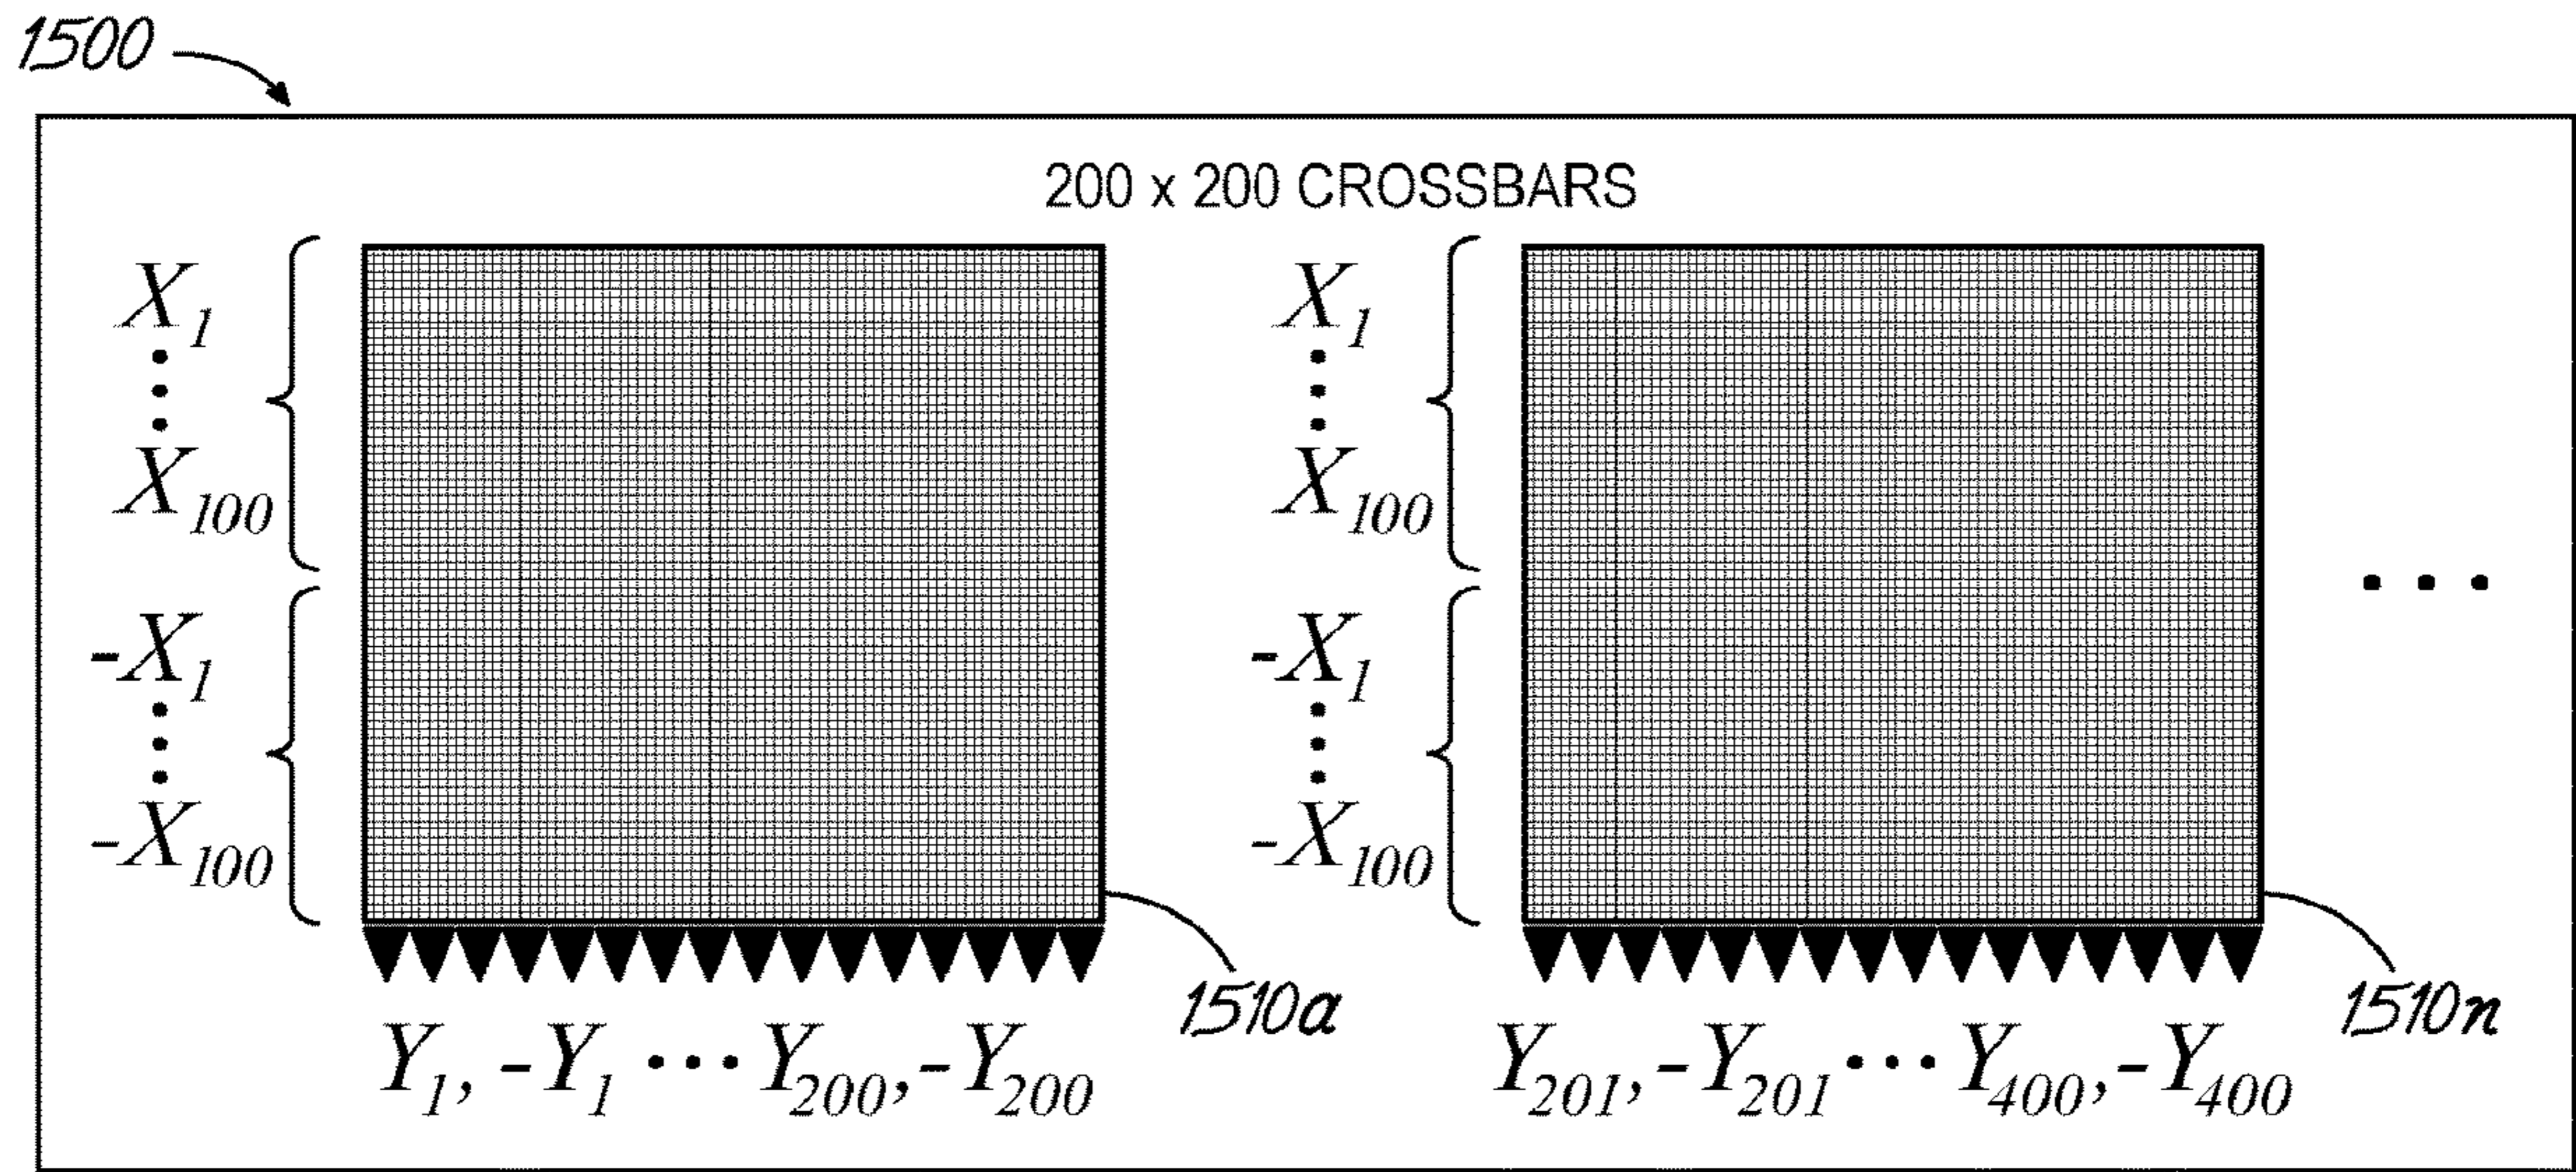 1500
200 x 200 CROSSBARS
X1
X100
-X1
-X100
X1
X100
-X1
-X100
...
1510a
1510n
Y1, -Y1 ... Y200, -Y200
Y201, -Y201 ... Y400, -Y400